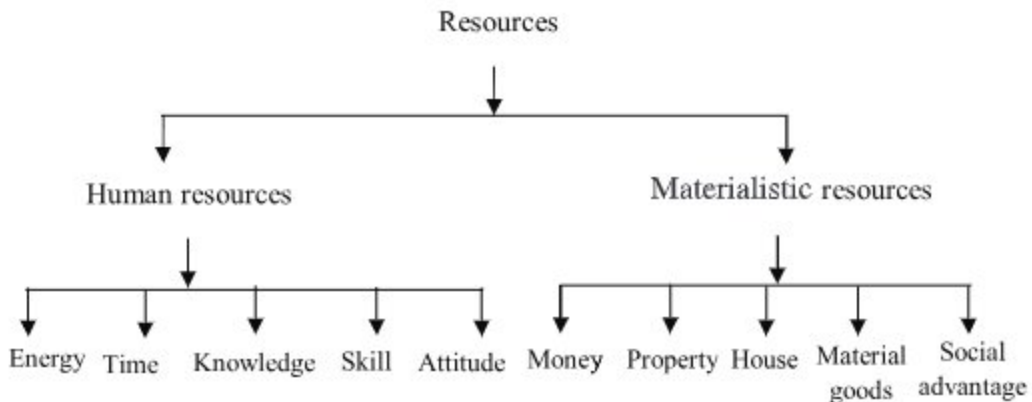 Resources
Human resources
Materialistic resources
Energy
Time
Knowledge
Skill
Attitude
Money
Property
House
Material
goods
Social
advantage